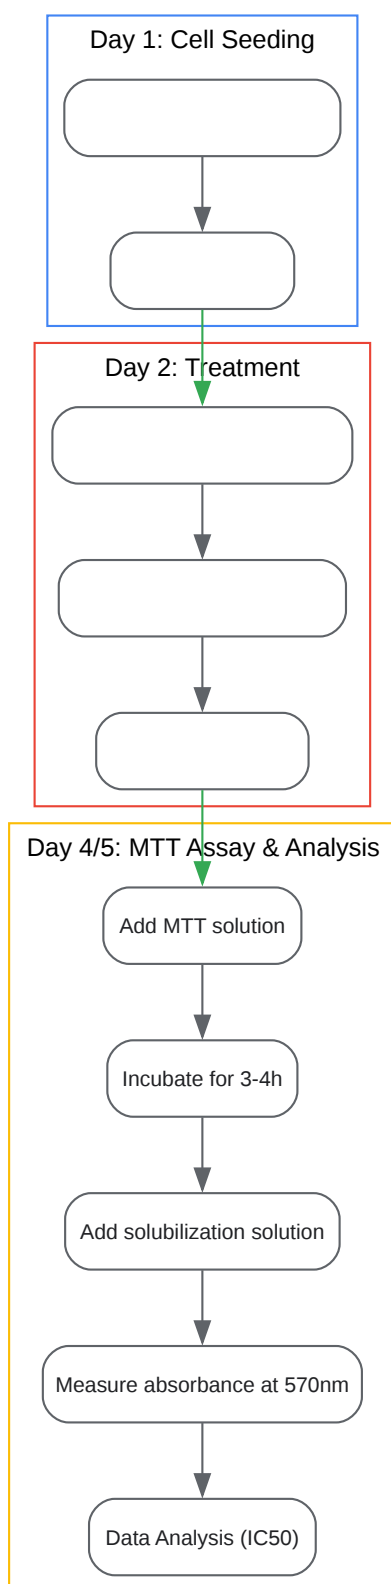 Day 1: Cell Seeding
Day 2: Treatment
Day 4/5: MTT Assay & Analysis
Add MTT solution
Incubate for 3-4h
Add solubilization solution
Measure absorbance at 570nm
Data Analysis (IC50)